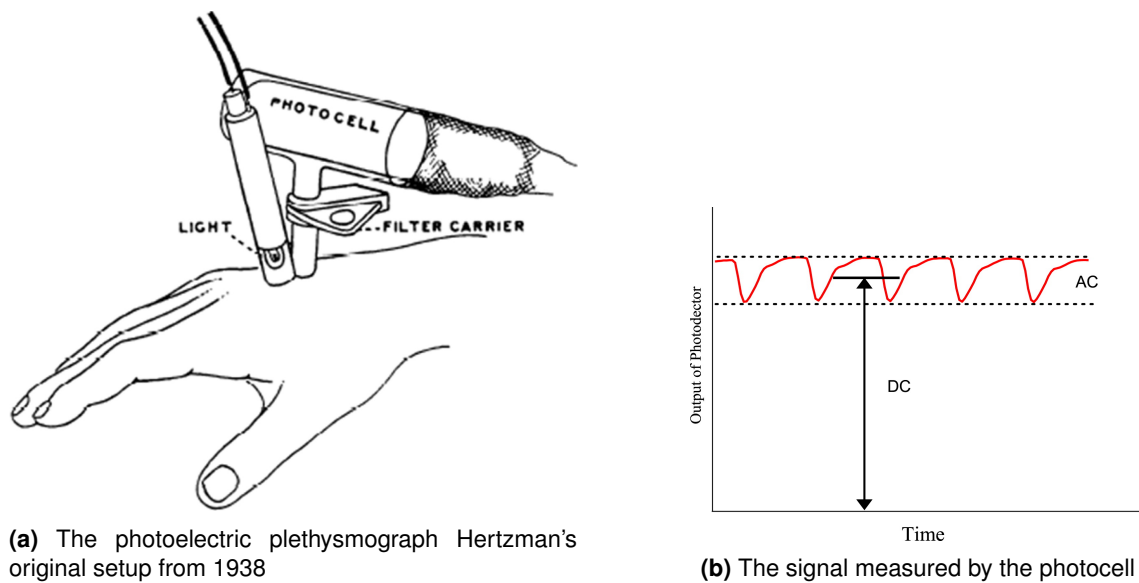 PHOTOCELL
LIGHT
FILTER CARRIER
(a) The photoelectric plethysmograph Hertzman's
original setup from 1938
Output of Photodector
AC
DC
Time
(b) The signal measured by the photocell